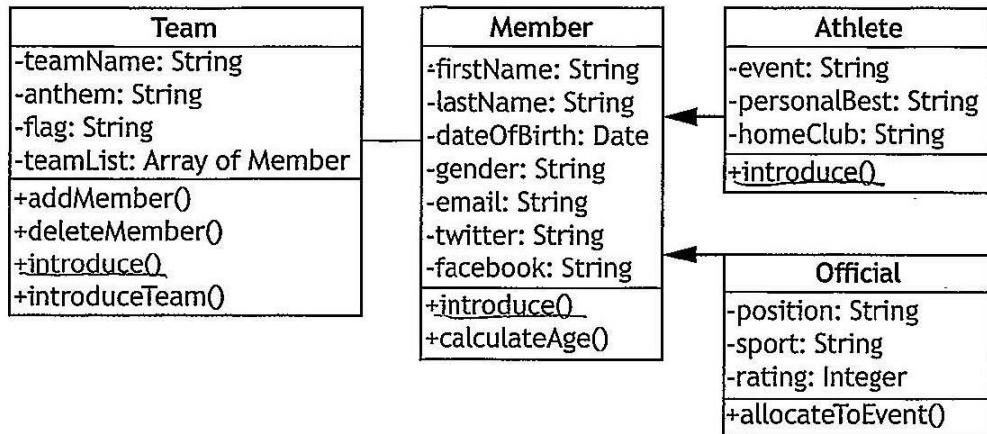 Team
-teamName: String
-anthem: String
-flag: String
-teamList: Array of Member
+addMember()
+deleteMember()
+introduce()
+introduceTeam()
Member
-firstName: String
-lastName: String
-dateOfBirth: Date
-gender: String
-email: String
-twitter: String
-facebook: String
+introduce()
+calculateAge()
Athlete
-event: String
-personalBest: String
-homeClub: String
+introduce()
Official
-position: String
-sport: String
-rating: Integer
+allocateToEvent()